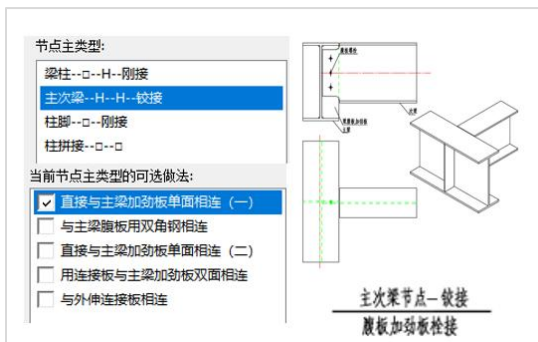 节点主类型:
梁柱--□--H--刚接
主次梁--H--H--铰接
柱脚--□--刚接
柱拼接--□--□
当前节点主类型的可选做法:
直接与主梁加劲板单面相连（一）
与主梁腹板用双角钢相连
直接与主梁加劲板单面相连（二）
用连接板与主梁加劲板双面相连
与外伸连接板相连
主次梁节点—铰接
腹板加劲板栓接